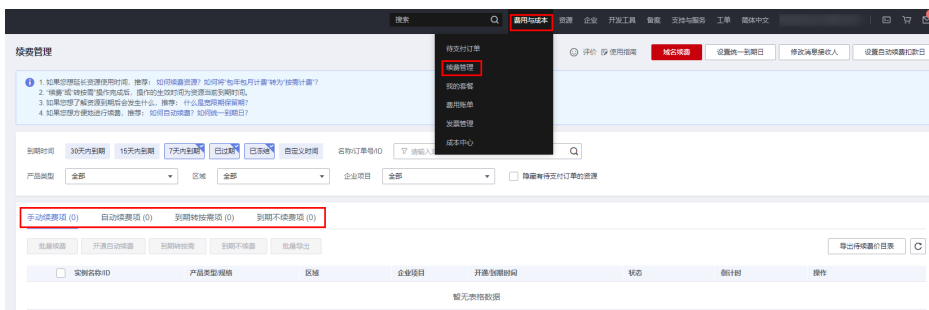 搜索 费用与成本 资源 企业 开发工具 备案 支持与服务 工单 简体中文
续费管理
评价 使用指南 域名续费 设置统一到期日 修改消息接收人 设置自动续费扣款日
待支付订单
续费管理
我的套餐
费用账单
发票管理
成本中心
1. 如果您想延长资源使用时间，推荐：如何续费资源? 如何将“包年包月计费”转为“按需计费”?
2. “续费”或“转按需”操作完成后，操作的生效时间为资源当前到期时间。
3. 如果您想了解资源到期后会发生什么，推荐：什么是宽限期保留期?
4. 如果您想方便地进行续费，推荐：如何自动续费? 如何统一到期日?
到期时间 30天内到期 15天内到期 7天内到期 已过期 已冻结 自定义时间 名称/订单号/ID 请输入
产品类型 全部 区域 全部 企业项目 全部 隐藏有待支付订单的资源
手动续费项 (0) 自动续费项 (0) 到期转按需项 (0) 到期不续费项 (0)
批量续费 开通自动续费 到期转按需 到期不续费 批量导出 导出待续费价目表
实例名称/ID 产品类型/规格 区域 企业项目 开通/到期时间 状态 倒计时 操作
暂无表格数据